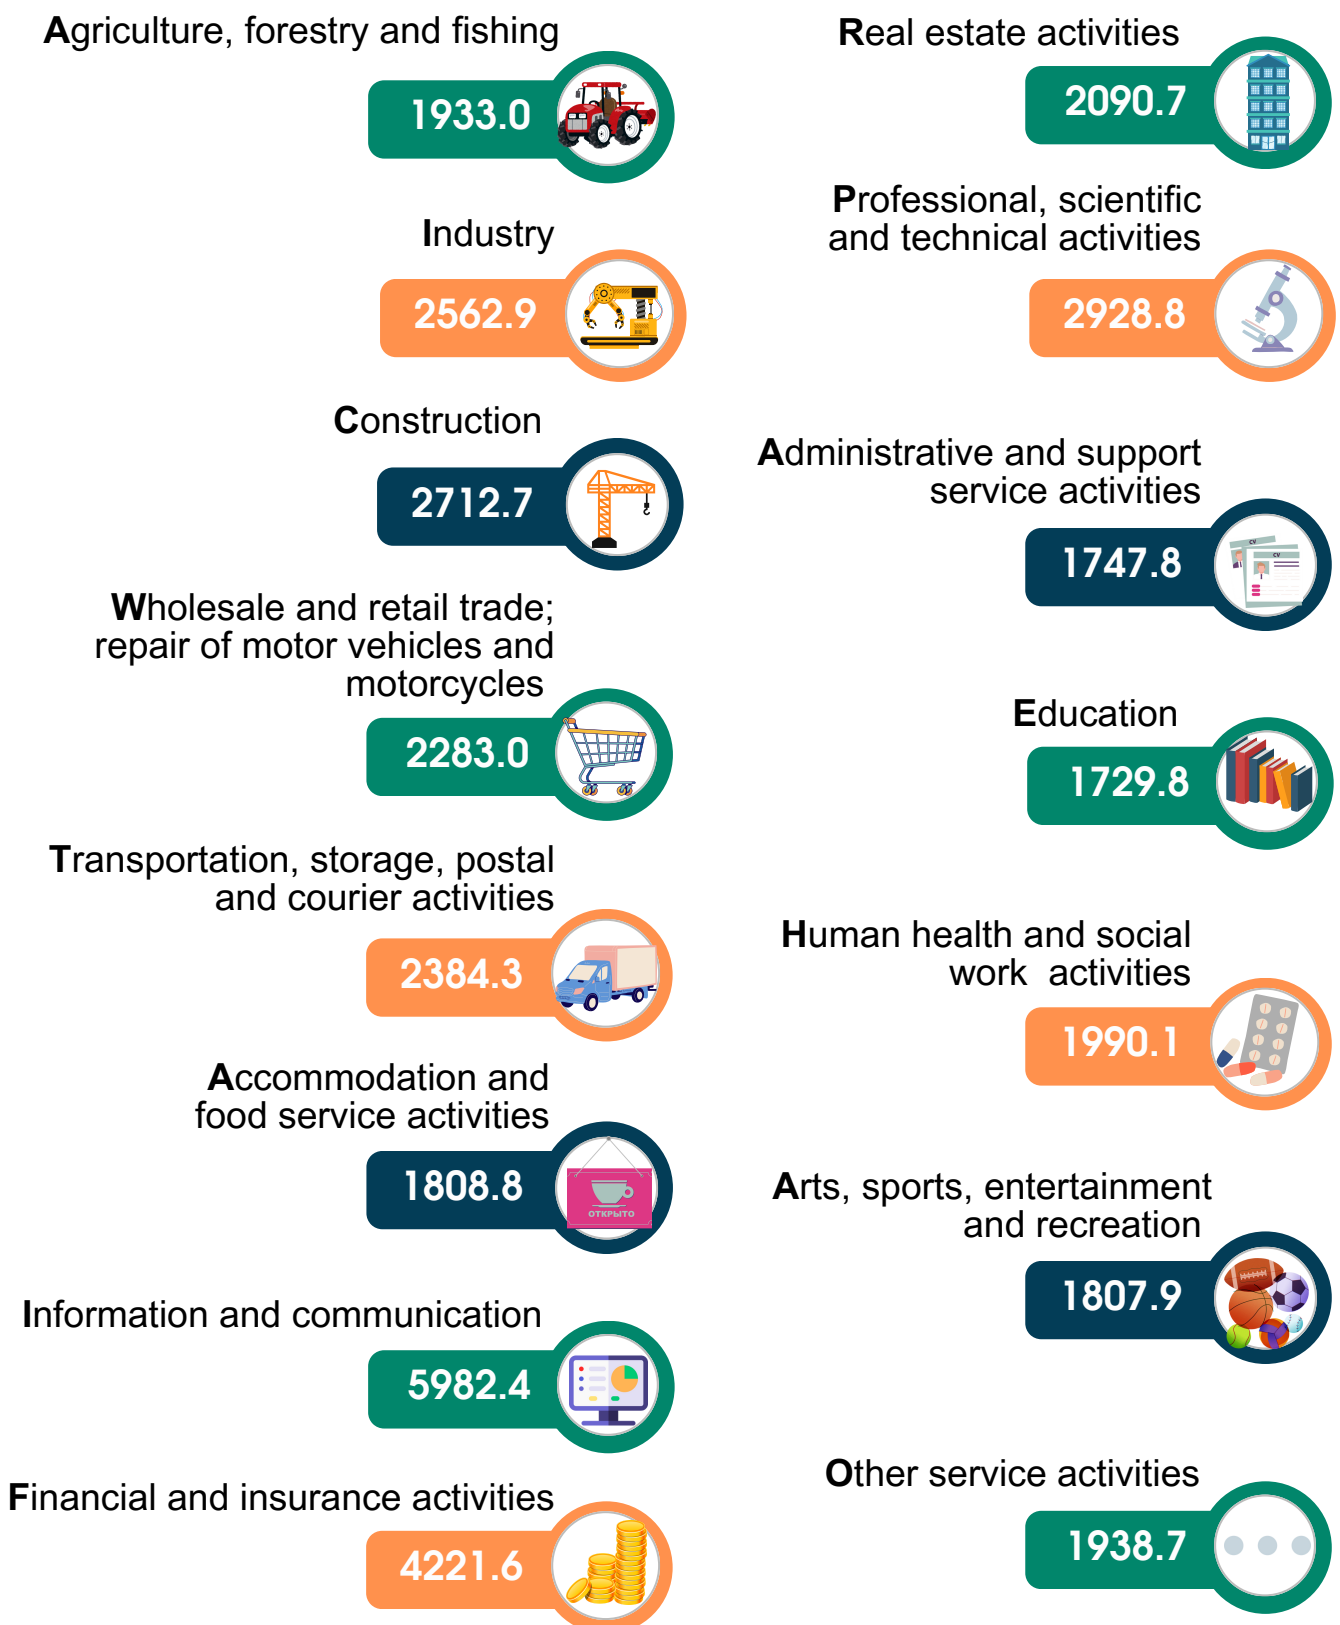 Agriculture, forestry and fishing
1933.0
Industry
2562.9
Construction
2712.7
Wholesale and retail trade;
repair of motor vehicles and
motorcycles
2283.0
Transportation, storage, postal
and courier activities
2384.3
Accommodation and
food service activities
1808.8
ОТКРЫТО
Information and communication
5982.4
Financial and insurance activities
4221.6
Real estate activities
2090.7
Professional, scientific
and technical activities
2928.8
Administrative and support
service activities
1747.8
CV
CV
Education
1729.8
Human health and social
work activities
1990.1
Arts, sports, entertainment
and recreation
1807.9
Other service activities
1938.7